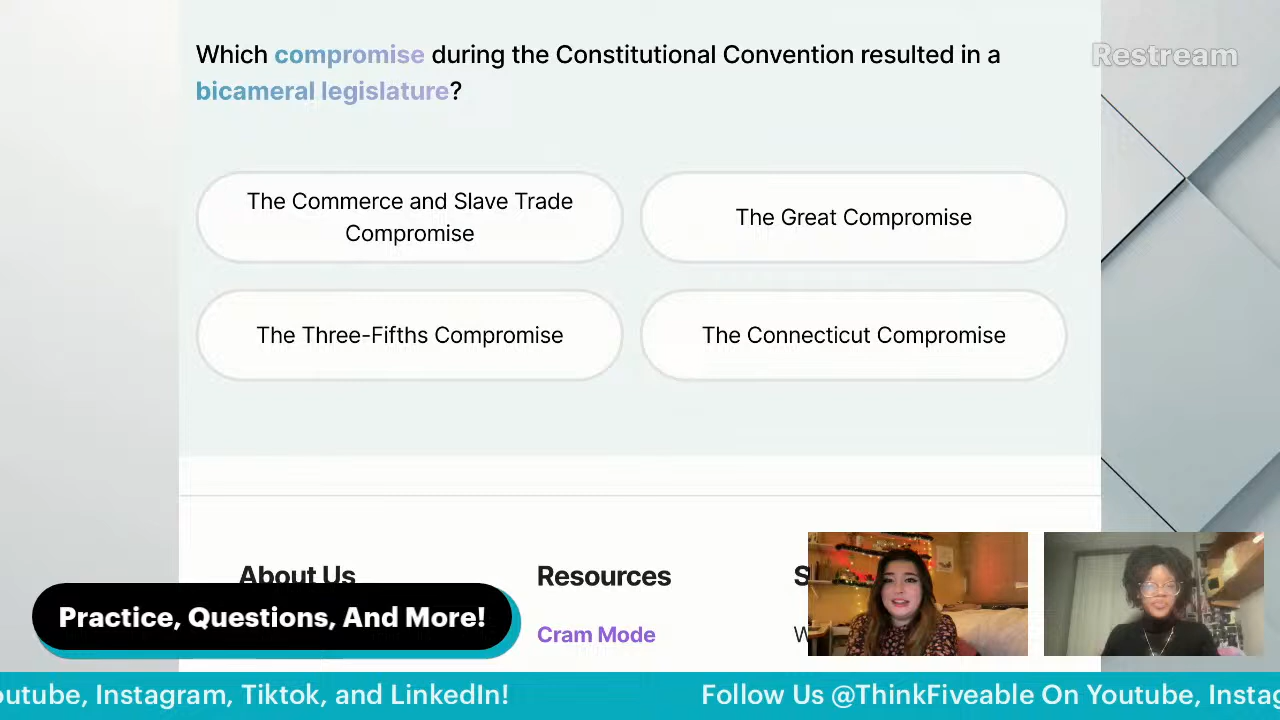 Which compromise during the Constitutional Convention resulted in a
bicameral legislature?
Restream
The Commerce and Slave Trade
Compromise
The Great Compromise
The Three-Fifths Compromise
The Connecticut Compromise
About Us
Resources
S
Practice, Questions, And More!
Cram Mode
W
outube, Instagram, Tiktok, and LinkedIn!
Follow Us @ThinkFiveable On Youtube, Instag